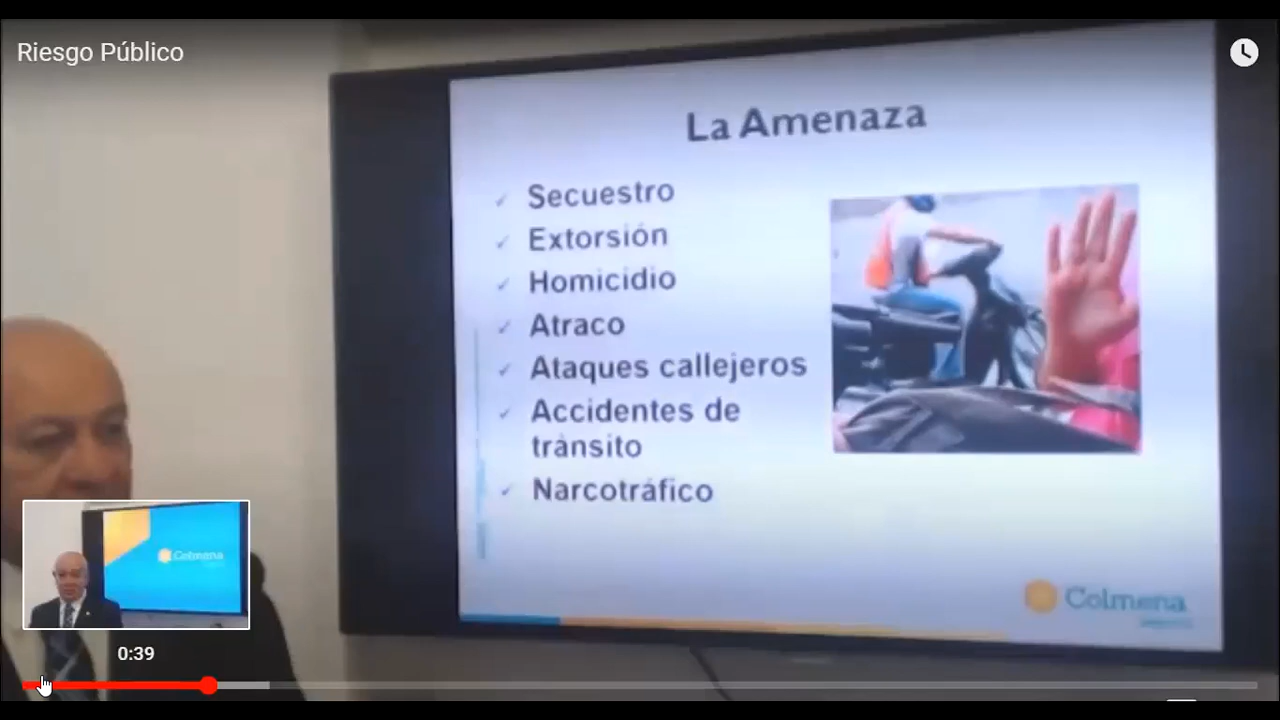 Riesgo Público
La Amenaza
✓ Secuestro
✓ Extorsión
✓ Homicidio
✓ Atraco
✓ Ataques callejeros
✓ Accidentes de
tránsito
✓ Narcotráfico
Colmena
Colmena
0:39